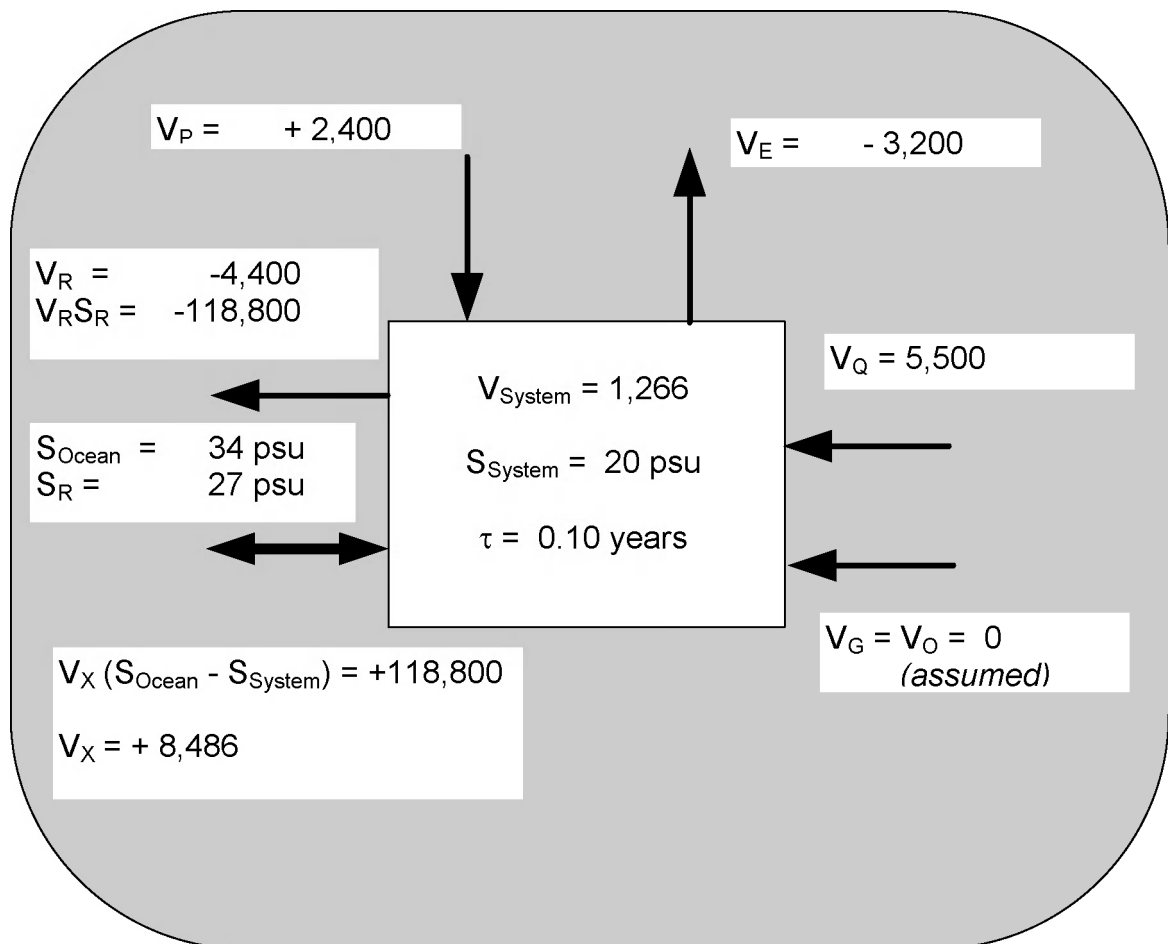 V_P = + 2,400
V_E = - 3,200
V_R = -4,400
V_RS_R = -118,800
S_Ocean = 34 psu
S_R = 27 psu
V_System = 1,266
S_System = 20 psu
τ = 0.10 years
V_Q = 5,500
V_G = V_O = 0
(assumed)
V_X (S_Ocean - S_System) = +118,800
V_X = + 8,486